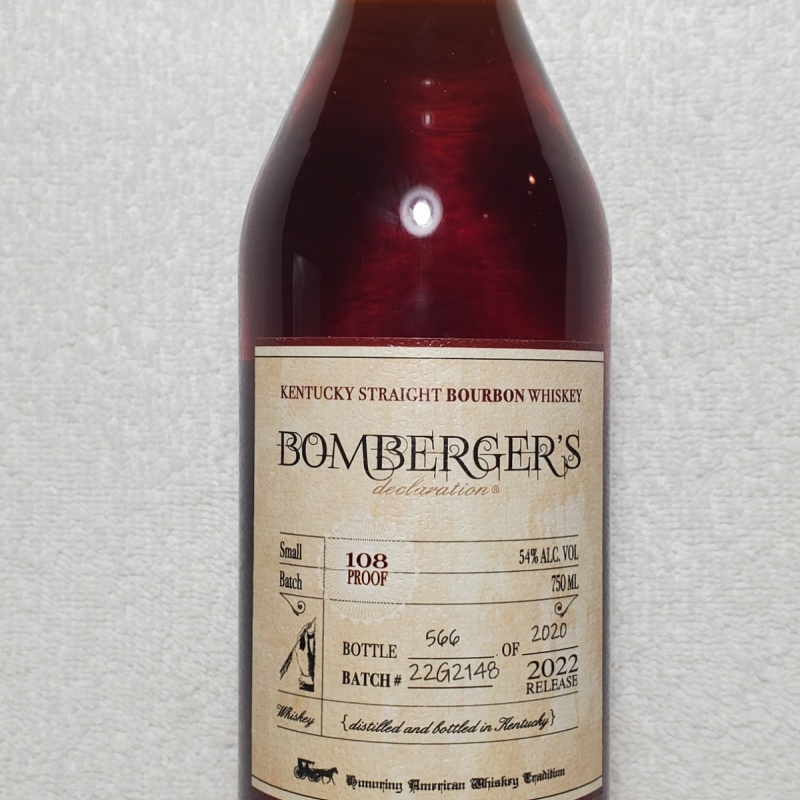 KENTUCKY STRAIGHT BOURBON WHISKEY
BOMBERGER'S
declaration®
Small
Batch
108
PROOF
54% ALC. VOL
750 ML
BOTTLE 566 OF 2020
BATCH # 22G2148
2022
RELEASE
Whiskey {distilled and bottled in Kentucky}
Honoring American Whiskey Tradition